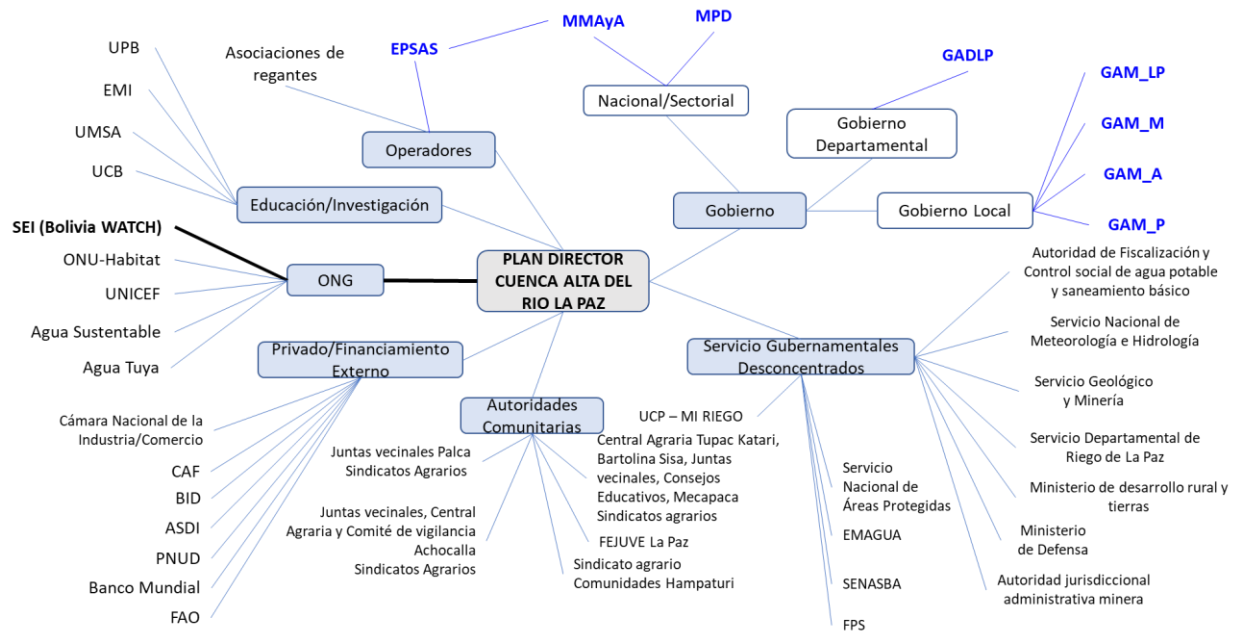 UPB
EMI
UMSA
UCB
Educación/Investigación
Asociaciones de
regantes
EPSAS
Operadores
MMAyA
MPD
Nacional/Sectorial
GADLP
Gobierno
Departamental
GAM_LP
GAM_M
GAM_A
GAM_P
Gobierno
Gobierno Local
PLAN DIRECTOR
CUENCA ALTA DEL
RIO LA PAZ
SEI (Bolivia WATCH)
ONU-Habitat
UNICEF
Agua Sustentable
Agua Tuya
ONG
Privado/Financiamiento
Externo
Cámara Nacional de la
Industria/Comercio
CAF
BID
ASDI
PNUD
Banco Mundial
FAO
Autoridades
Comunitarias
Juntas vecinales Palca
Sindicatos Agrarios
Juntas vecinales, Central
Agraria y Comité de vigilancia
Achocalla
Sindicatos Agrarios
Central Agraria Tupac Katari,
Bartolina Sisa, Juntas
vecinales, Consejos
Educativos, Mecapaca
Sindicatos agrarios
FEJUVE La Paz
Sindicato agrario
Comunidades Hampaturi
Servicio Gubernamentales
Desconcentrados
UCP – MI RIEGO
Servicio
Nacional de
Áreas Protegidas
EMAGUA
SENASBA
FPS
Autoridad de Fiscalización y
Control social de agua potable
y saneamiento básico
Servicio Nacional de
Meteorología e Hidrología
Servicio Geológico
y Minería
Servicio Departamental de
Riego de La Paz
Ministerio de desarrollo rural y
tierras
Ministerio
de Defensa
Autoridad jurisdiccional
administrativa minera